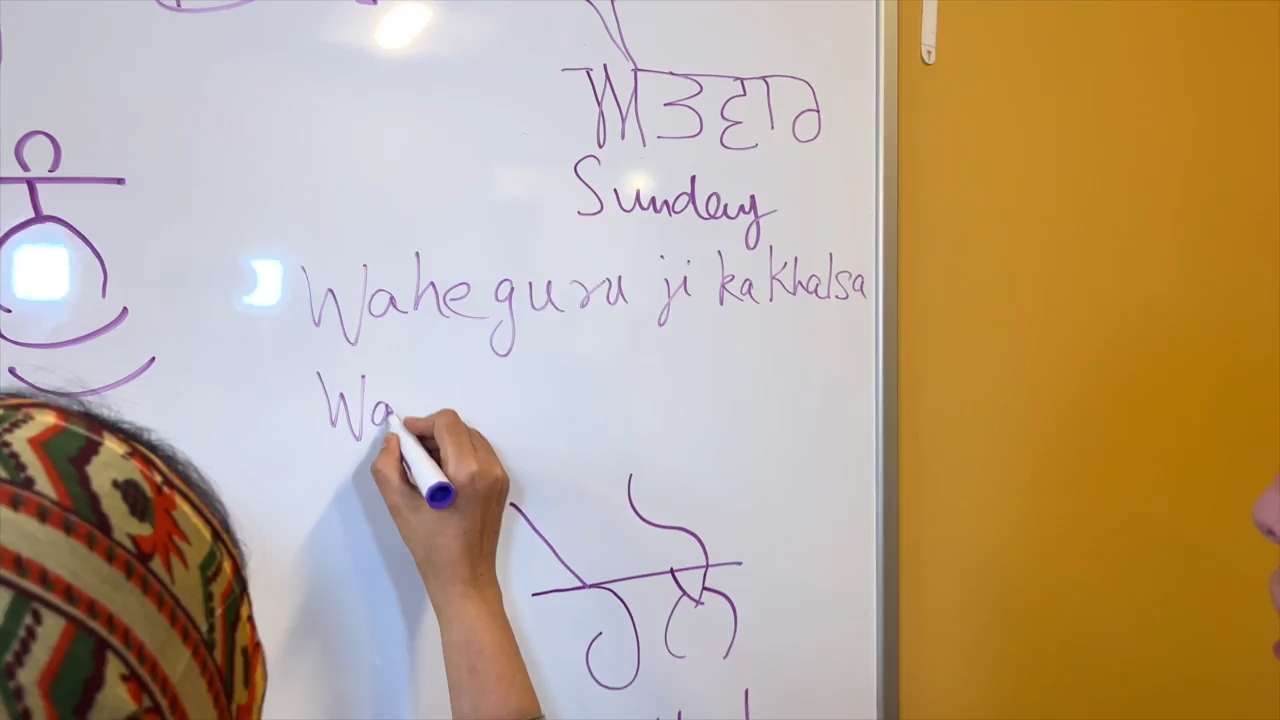 ਐਤਵਾਰ
Sunday
Waheguru ji ka Khalsa
Wa